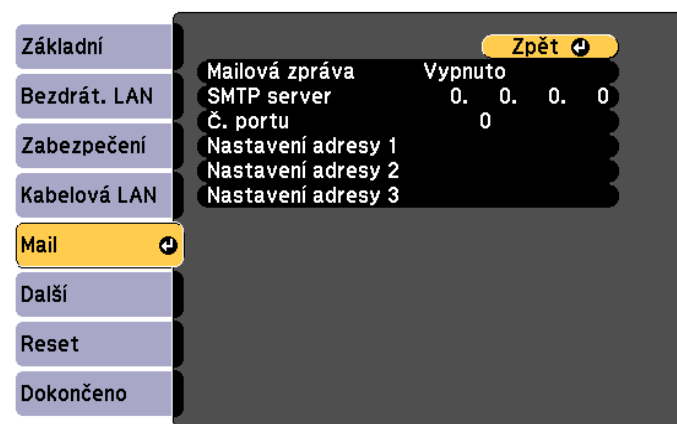 Základní
Bezdrát. LAN
Zabezpečení
Kabelová LAN
Mail
Další
Reset
Dokončeno
Zpět
Mailová zpráva Vypnuto
SMTP server 0. 0. 0. 0
Č. portu 0
Nastavení adresy 1
Nastavení adresy 2
Nastavení adresy 3